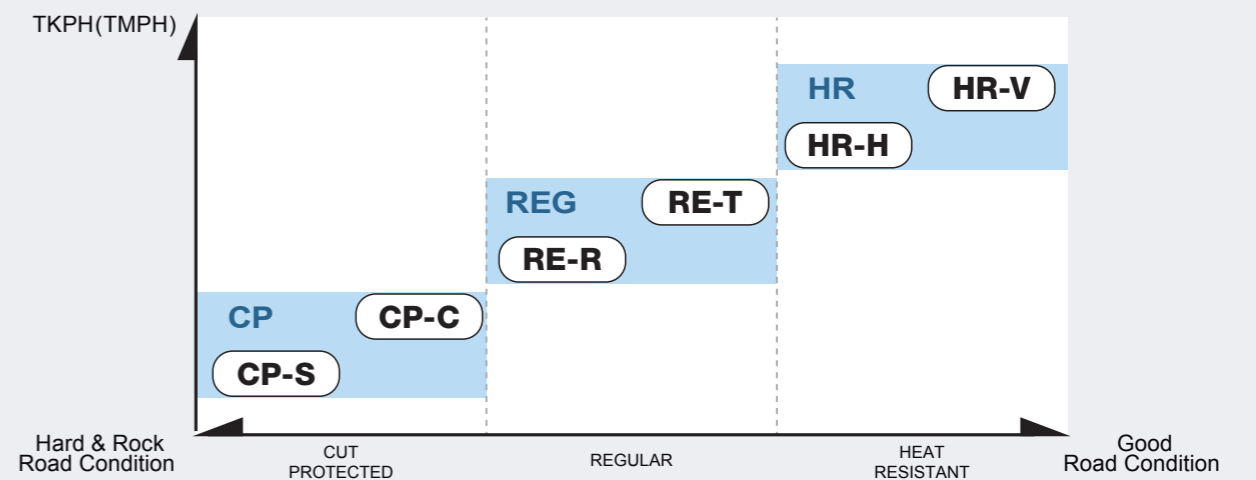 TKPH(TMPH)
HR
HR-V
HR-H
REG
RE-T
RE-R
CP
CP-C
CP-S
Hard & Rock
Road Condition
CUT
PROTECTED
REGULAR
HEAT
RESISTANT
Good
Road Condition